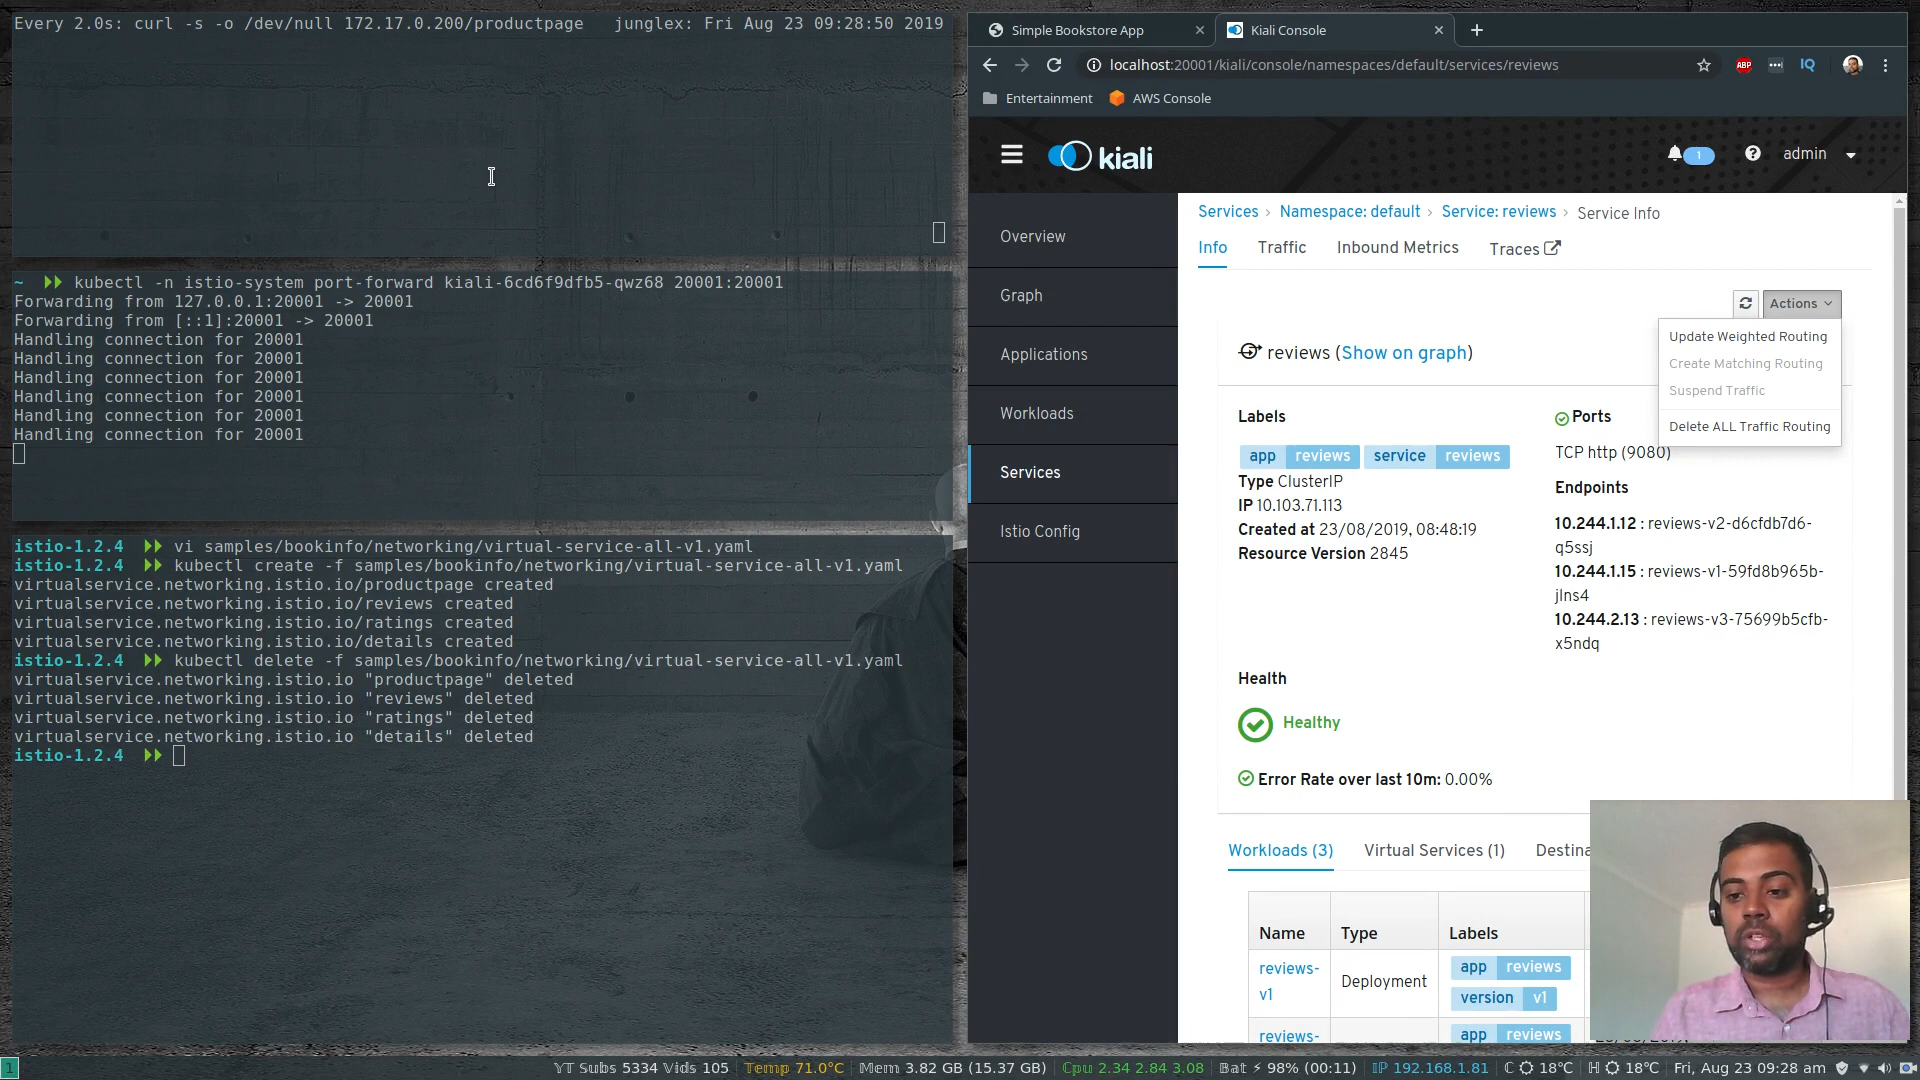 Every 2.0s: curl -s -o /dev/null 172.17.0.200/productpage junglex: Fri Aug 23 09:28:50 2019
~ kubectl -n istio-system port-forward kiali-6cd6f9dfb5-qwz68 20001:20001
Forwarding from 127.0.0.1:20001 -> 20001
Forwarding from [::1]:20001 -> 20001
Handling connection for 20001
Handling connection for 20001
Handling connection for 20001
Handling connection for 20001
Handling connection for 20001
Handling connection for 20001
istio-1.2.4 vi samples/bookinfo/networking/virtual-service-all-v1.yaml
istio-1.2.4 kubectl create -f samples/bookinfo/networking/virtual-service-all-v1.yaml
virtualservice.networking.istio.io/productpage created
virtualservice.networking.istio.io/reviews created
virtualservice.networking.istio.io/ratings created
virtualservice.networking.istio.io/details created
istio-1.2.4 kubectl delete -f samples/bookinfo/networking/virtual-service-all-v1.yaml
virtualservice.networking.istio.io "productpage" deleted
virtualservice.networking.istio.io "reviews" deleted
virtualservice.networking.istio.io "ratings" deleted
virtualservice.networking.istio.io "details" deleted
istio-1.2.4
Simple Bookstore App
Kiali Console
localhost:20001/kiali/console/namespaces/default/services/reviews
ABP
IQ
Entertainment
AWS Console
kiali
1
admin
Overview
Graph
Applications
Workloads
Services
Istio Config
Services › Namespace: default › Service: reviews › Service Info
Info Traffic Inbound Metrics Traces
Actions
Update Weighted Routing
Create Matching Routing
Suspend Traffic
Delete ALL Traffic Routing
reviews (Show on graph)
Labels
app reviews service reviews
Type ClusterIP
IP 10.103.71.113
Created at 23/08/2019, 08:48:19
Resource Version 2845
Ports
TCP http (9080)
Endpoints
10.244.1.12 : reviews-v2-d6cfdb7d6-
q5ssj
10.244.1.15 : reviews-v1-59fd8b965b-
jlns4
10.244.2.13 : reviews-v3-75699b5cfb-
x5ndq
Health
Healthy
Error Rate over last 10m: 0.00%
Workloads (3) Virtual Services (1) Destina
Name Type Labels
reviews-
v1
Deployment
app reviews
version v1
reviews-
app reviews
1
YT Subs 5334 Vids 105 Temp 71.0°C Mem 3.82 GB (15.37 GB) Cpu 2.34 2.84 3.08 Bat 98% (00:11) IP 192.168.1.81 C 18°C H 18°C Fri, Aug 23 09:28 am